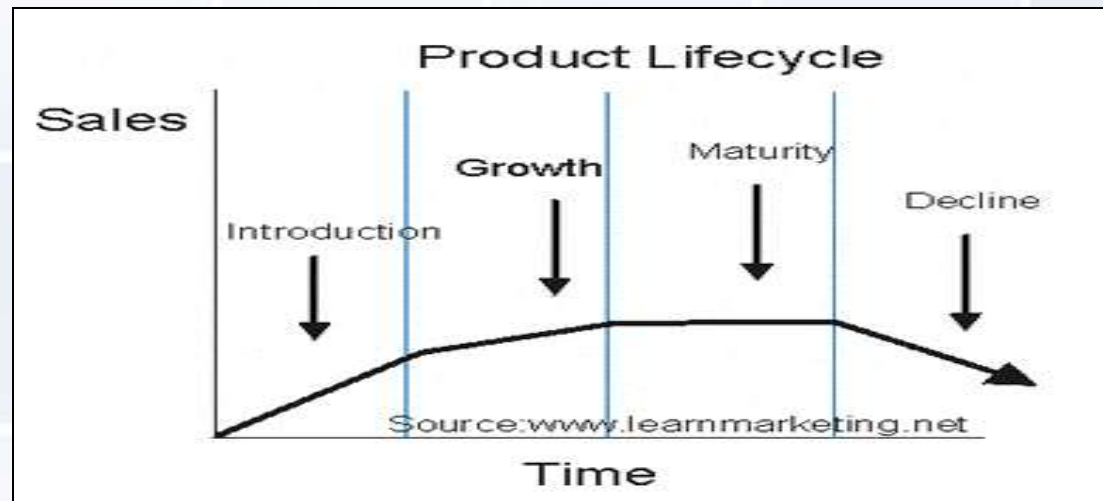 Product Lifecycle
Sales
Growth
Maturity
Decline
Introduction
Source:www.learnmarketing.net
Time